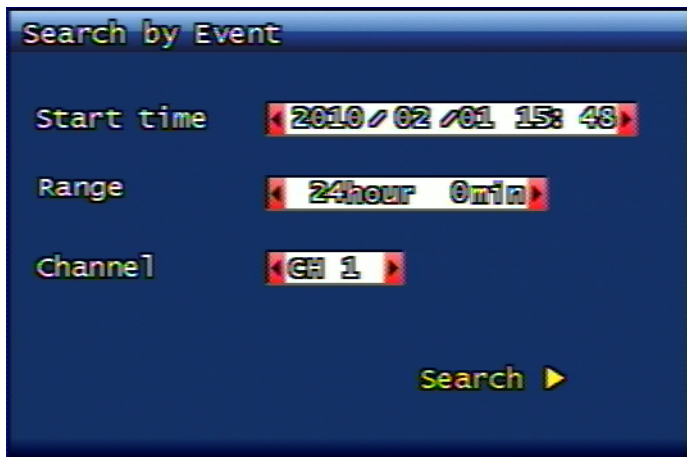 Search by Event
Start time 2010/02/01 15:48
Range 24hour 0min
Channel CH 1
Search